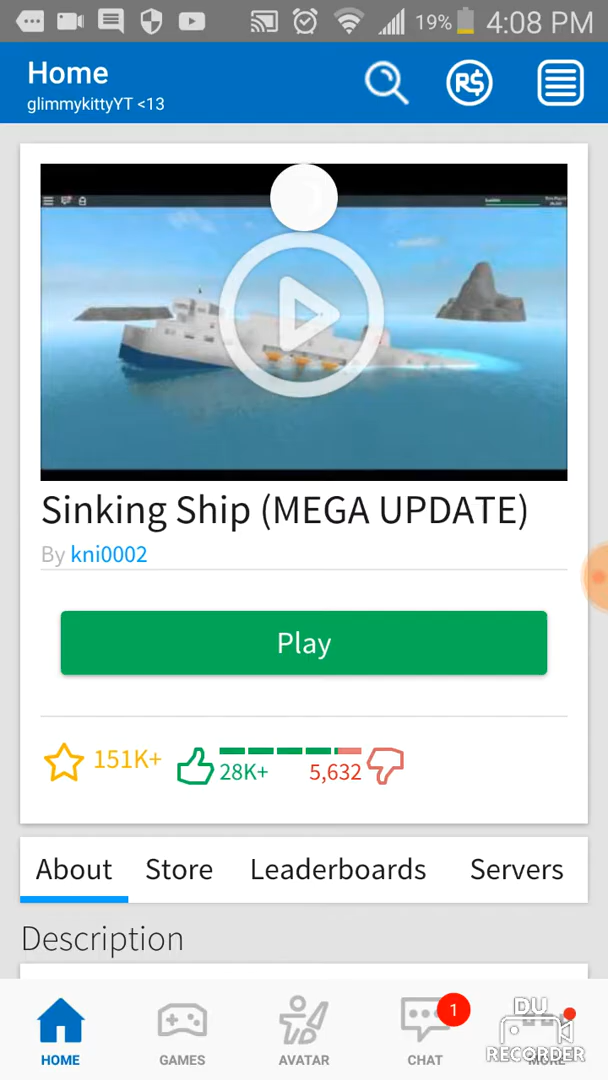 19% 4:08 PM
Home
glimmykittyYT <13
R$
Sinking Ship (MEGA UPDATE)
By kni0002
Play
151K+ 28K+ 5,632
About Store Leaderboards Servers
Description
1
DU
RECORDER
HOME GAMES AVATAR CHAT MORE